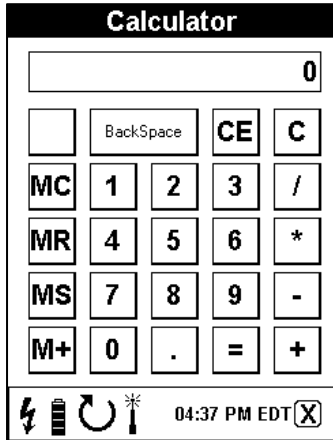 Calculator
0
BackSpace CE C
MC 1 2 3 /
MR 4 5 6 *
MS 7 8 9 -
M+ 0 . = +
04:37 PM EDT X